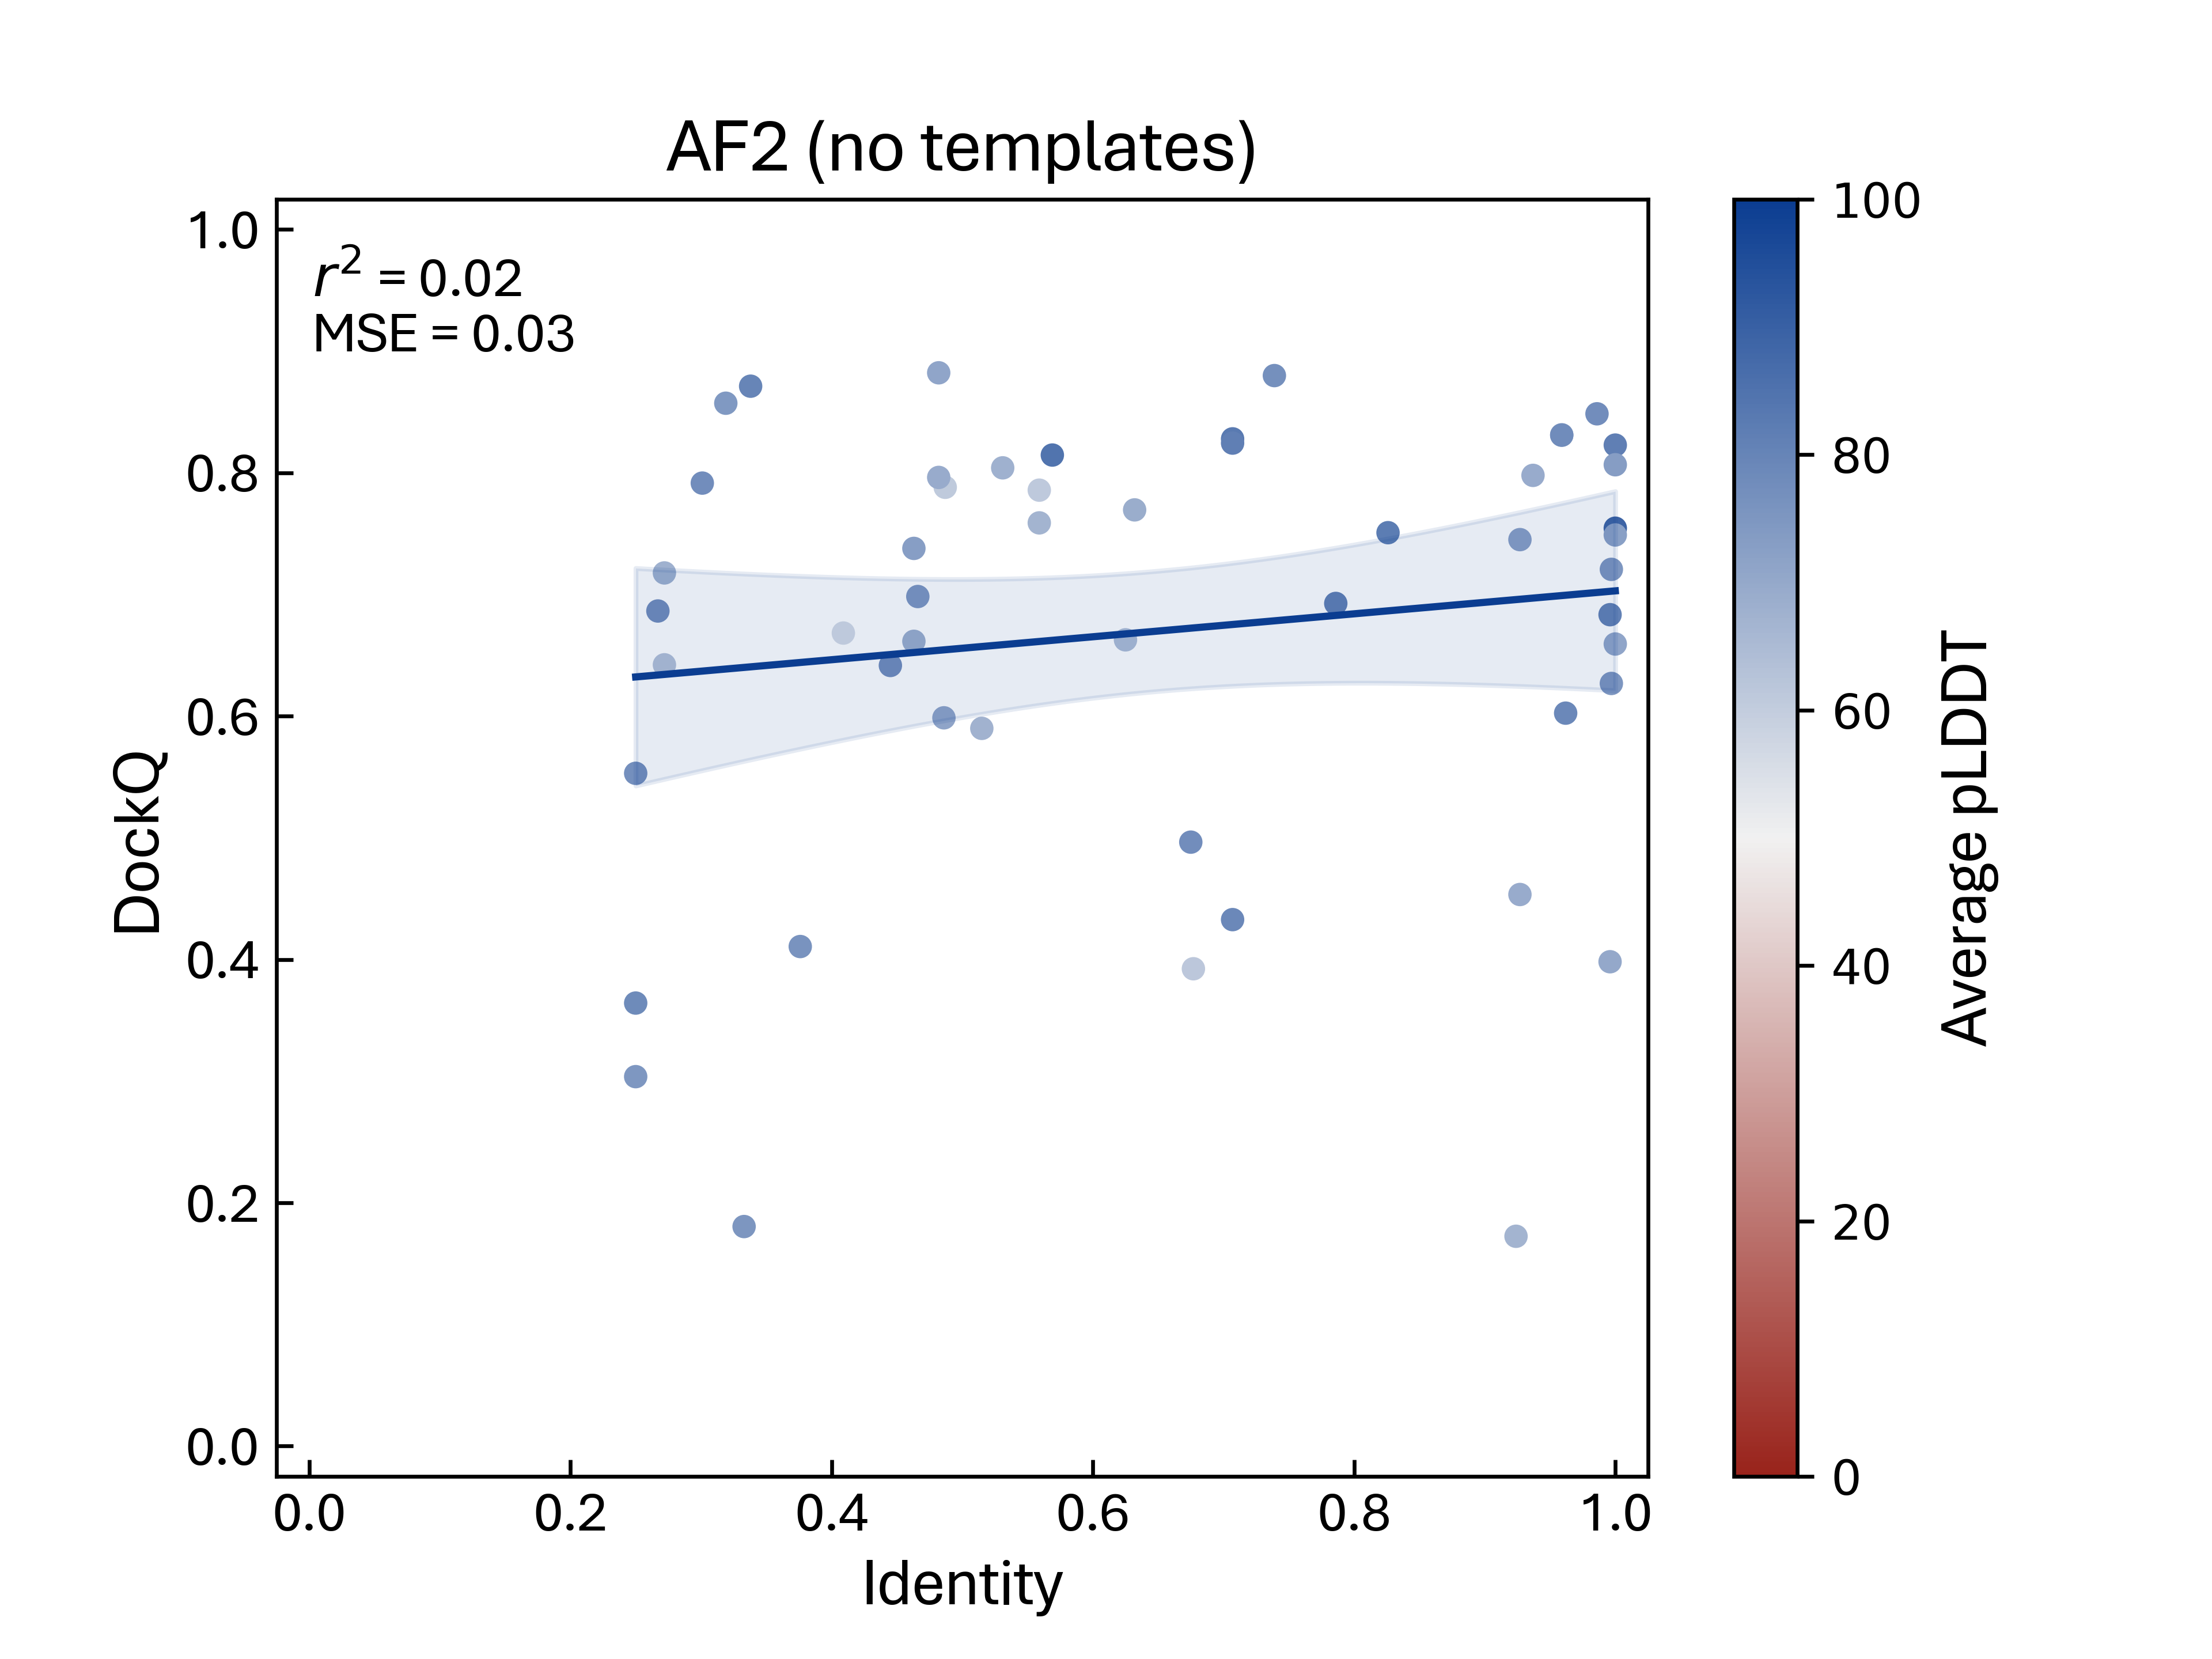 AF2 (no templates)
r² = 0.02
MSE = 0.03
1.0
0.8
0.6
0.4
0.2
0.0
DockQ
0.0 0.2 0.4 0.6 0.8 1.0
Identity
100
80
60
40
20
0
Average pLDDT